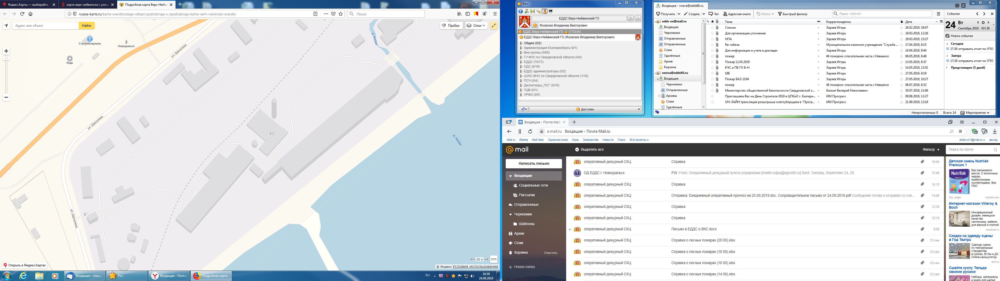 Яндекс.Карты — выбирайте,
карта верх-нейвинска с улиц
Подробная карта Верх-Нейви
russia-karts.ru/karta-sverdlovskaja-oblast-podrobnaja-s-/podrobnaja-karta-verh-neivinskii-sverdlo
Поиск
Адрес или объект
Найти
Пробки
Слои
Стройматериалы
Новоуральск
Кедр
ул. Щекалева
ул. Щекалева
ул. Щекалева
р. Нейва
р. Нейва
4/2
20 м
Открыть в Яндекс.Картах
© Яндекс Условия использования
Входящие - vnev...
Psi+
Входящие - Почт...
Подробная карта...
RU
16:59
24.09.2019
Psi+
ЕДДС Верх-Нейвинский ГО
Язовских Владимир Викторович
ЕДДС Верх-Нейвинский ГО (77/234)
ЕДДС Верх-Нейвинский ГО (Язовских Владимир Викторович)
Общие (0/2)
Администрация Екатеринбурга (0/1)
Вне группы (0/89)
ГУ МЧС по Свердловской области (0/4)
ЕДДС (70/73)
ОДС (6/19)
ЕДДС администраторы (0/2)
ЦУКС МЧС по Свердловской области (1/18)
ПСЧ (0/4)
Диспетчеры_ПСГ (0/16)
ТЦМ (0/1)
УРФО (0/5)
Доступен
Входящие - vneva@edds66.ru
Получить
Создать
Чат
Адресная книга
Метка
Быстрый фильтр
Поиск <Ctrl+K>
edds-vn@mail.ru
Входящие
Черновики
Отправленные
Отправленные
Спам
Удалённые
Архив
Корзина
vneva@edds66.ru
Входящие
Черновики
Отправленные
Архивы
Спам
Удалённые
Тема Корреспонденты Дата
Списки Зараев Игорь 26.02.2019, 16:07
Для организации уточнения Зараев Игорь 29.03.2019, 12:26
НПА Зараев Игорь 29.03.2019, 13:27
Re: табель Муниципальное казенное учреждение "Служба ... 17.04.2019, 8:15
Для информации и учета в докладах Зараев Игорь 24.04.2019, 8:44
пожар 46 пожарно-спасательная часть г.Невьянск 06.05.2019, 6:48
Пожар 12.05.2019 Зараев Игорь 13.05.2019, 8:37
КЧС и ПБ ГО В-Н Зараев Игорь 14.05.2019, 13:51
198 Зараев Игорь 27.05.2019, 8:19
Пожар ВАЗ-2104 Зараев Игорь 27.05.2019, 10:27
пожар 46 пожарно-спасательная часть г.Невьянск 08.07.2019, 8:32
Министерство общественной безопасности Свердловской о... Бахмат Валерий Николаевич 30.07.2019, 11:06
Приглашаем Вас на День Строителя 2019 в ЦПКиО г. Екатери... ИМ Прогресс 09.08.2019, 12:27
ОН-ЛАЙН трансляция розыгрыша снегоуборщика в "Прогр... ИМ Прогресс 21.09.2019, 12:18
Непрочитанных: 0
Всего: 14
Мероприятия
События
24 Вт
Сентябрь 2019 КН 39
Новое событие
Сегодня
17:30 отправить отчет по УПО
Завтра
17:30 отправить отчет по УПО
Предстоящие (5 дней)
Входящие - Почта Mail.
e.mail.ru Входящие - Почта Mail.ru
Mail.ru Почта Мой Мир Одноклассники Игры Знакомства Новости Поиск Все проекты
edds-vn1@mail.ru выход
@mail
Выделить все
Фильтр
Поиск по почте
Написать письмо
Входящие
Социальные сети
Рассылки
Отправленные
Черновики
Шаблоны
Архив
Спам
Корзина Очистить
Новая папка
оперативный дежурный СКЦ Справка 16:04
ОД ЕДДС г. Новоуральск FW: From: Оперативный дежурный пункта управления [mailto:odpu@egov66.ru] Sent: Tuesday, September 24, 20 15:46
оперативный дежурный СКЦ Справка 14:10
оперативный дежурный СКЦ Отправка: Ежедневный оперативный прогноз на 25.09.2019.doc, Сопроводительное письмо от 24.09.2019.pdf Сообщение готово к отправке со сле... 14:06
оперативный дежурный СКЦ Справка 12:38
оперативный дежурный СКЦ Справка 10:19
оперативный дежурный СКЦ Письмо в ЕДДС о ВКС.docx 9:09
оперативный дежурный СКЦ Справка о лесных пожарах (20 00).xlsx 23 сен
оперативный дежурный СКЦ Справка о лесных пожарах (18 00).xlsx 23 сен
оперативный дежурный СКЦ Справка о лесных пожарах (16 00).xlsx 23 сен
оперативный дежурный СКЦ Справка о лесных пожарах (14 00).xlsx 23 сен
Детская смесь Nutrilak
Premium 1
Nutrilak
Без пальмового
масла. С молочным
жиром,
пребиотиками,
нуклеотидами. Без
ГМО
Юр. инфо nutrilak.com
Интернет-магазин Villeroy &
Boch
Инновационный
дизайн, немецкое
качество
сантехники, мебели
для ванной и плитки!
maxlevel.ru
Скидки на одежду сцены
в Год Театра
Одежда сцены
по театральным
стандартам
в Школы, ВУЗы и ДК.
Online-калькулятор.
pzn.su
Сшейте куклу Тильда
своими руками
Наборы, материалы
и книги для шитья